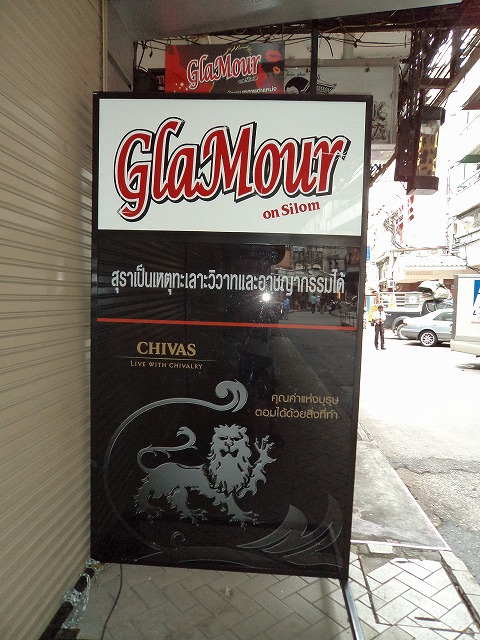 GlaMour
GlaMour
on Silom
สุราเป็นเหตุทะเลาะวิวาทและอาชญากรรมได้
CHIVAS
LIVE WITH CHIVALRY
คุณค่าแห่งบุรุษ
ตอบได้ด้วยสิ่งที่ทำ